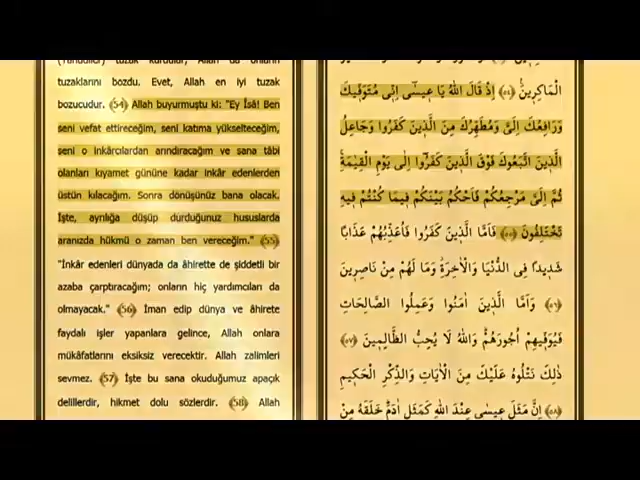 (Yahudiler) tuzak kurdular; Allah da onların
tuzaklarını bozdu. Evet, Allah en iyi tuzak
bozucudur. (54) Allah buyurmuştu ki: "Ey İsâ! Ben
seni vefat ettireceğim, seni katıma yükselteceğim,
seni o inkârcılardan arındıracağım ve sana tâbi
olanları kıyamet gününe kadar inkâr edenlerden
üstün kılacağım. Sonra dönüşünüz bana olacak.
İşte, ayrılığa düşüp durduğunuz hususlarda
aranızda hükmü o zaman ben vereceğim." (55)
"İnkâr edenleri dünyada da âhirette de şiddetli bir
azaba çarptıracağım; onların hiç yardımcıları da
olmayacak." (56) İman edip dünya ve âhirete
faydalı işler yapanlara gelince, Allah onlara
mükâfatlarını eksiksiz verecektir. Allah zalimleri
sevmez. (57) İşte bu sana okuduğumuz apaçık
delillerdir, hikmet dolu sözlerdir. (58) Allah
الْمَاكِرِينَ ﴿٥٤﴾ اِذْ قَالَ اللّٰهُ يَا عِيسٰٓى اِنّٖى مُتَوَفّٖيكَ
وَرَافِعُكَ اِلَىَّ وَمُطَهِّرُكَ مِنَ الَّذٖينَ كَفَرُوا وَجَاعِلُ
الَّذٖينَ اتَّبَعُوكَ فَوْقَ الَّذٖينَ كَفَرُٓوا اِلٰى يَوْمِ الْقِيٰمَةِ
ثُمَّ اِلَىَّ مَرْجِعُكُمْ فَاَحْكُمُ بَيْنَكُمْ فٖيمَا كُنْتُمْ فٖيهِ
تَخْتَلِفُونَ ﴿٥٥﴾ فَاَمَّا الَّذٖينَ كَفَرُوا فَاُعَذِّبُهُمْ عَذَابًا
شَدٖيدًا فِى الدُّنْيَا وَالْاٰخِرَةِ وَمَا لَهُمْ مِنْ نَاصِرٖينَ
﴿٥٦﴾ وَاَمَّا الَّذٖينَ اٰمَنُوا وَعَمِلُوا الصَّالِحَاتِ
فَيُوَفّٖيهِمْ اُجُورَهُمْ وَاللّٰهُ لَا يُحِبُّ الظَّالِمٖينَ ﴿٥٧﴾
ذٰلِكَ نَتْلُوهُ عَلَيْكَ مِنَ الْاٰيَاتِ وَالذِّكْرِ الْحَكٖيمِ
﴿٥٨﴾ اِنَّ مَثَلَ عٖيسٰى عِنْدَ اللّٰهِ كَمَثَلِ اٰدَمَ خَلَقَهُ مِنْ